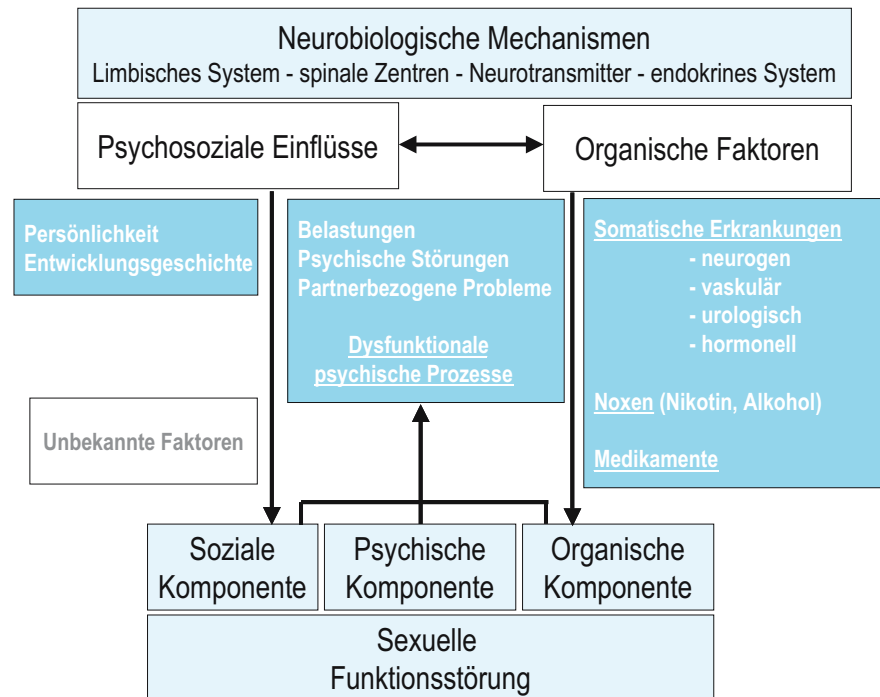 Neurobiologische Mechanismen
Limbisches System - spinale Zentren - Neurotransmitter - endokrines System
Psychosoziale Einflüsse
Organische Faktoren
Persönlichkeit
Entwicklungsgeschichte
Belastungen
Psychische Störungen
Partnerbezogene Probleme
Dysfunktionale
psychische Prozesse
Somatische Erkrankungen
- neurogen
- vaskulär
- urologisch
- hormonell
Noxen (Nikotin, Alkohol)
Medikamente
Unbekannte Faktoren
Soziale
Komponente
Psychische
Komponente
Organische
Komponente
Sexuelle
Funktionsstörung